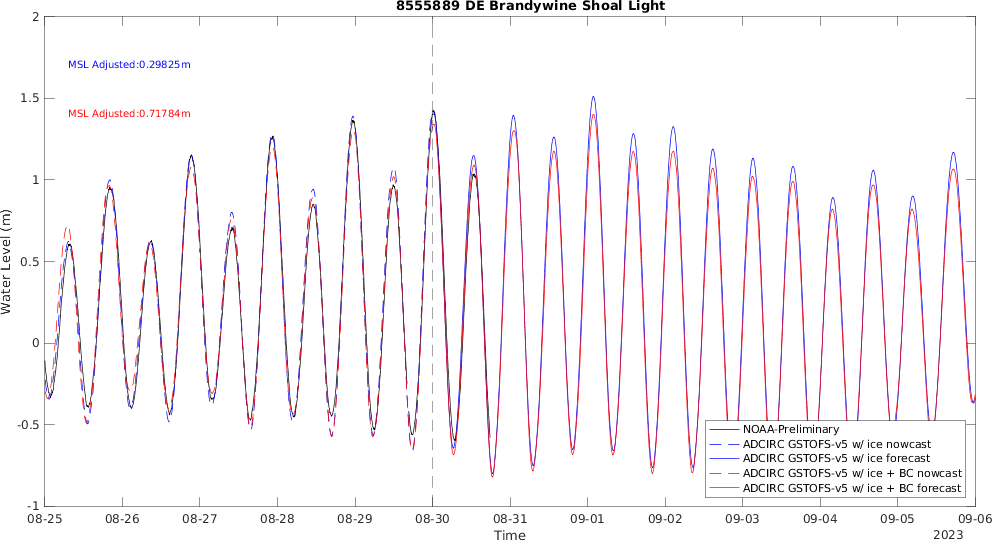 8555889 DE Brandywine Shoal Light
MSL Adjusted:0.29825m
MSL Adjusted:0.71784m
Water Level (m)
2
1.5
1
0.5
0
-0.5
-1
NOAA-Preliminary
ADCIRC GSTOFS-v5 w/ ice nowcast
ADCIRC GSTOFS-v5 w/ ice forecast
ADCIRC GSTOFS-v5 w/ ice + BC nowcast
ADCIRC GSTOFS-v5 w/ ice + BC forecast
08-25 08-26 08-27 08-28 08-29 08-30 08-31 09-01 09-02 09-03 09-04 09-05 09-06
Time
2023